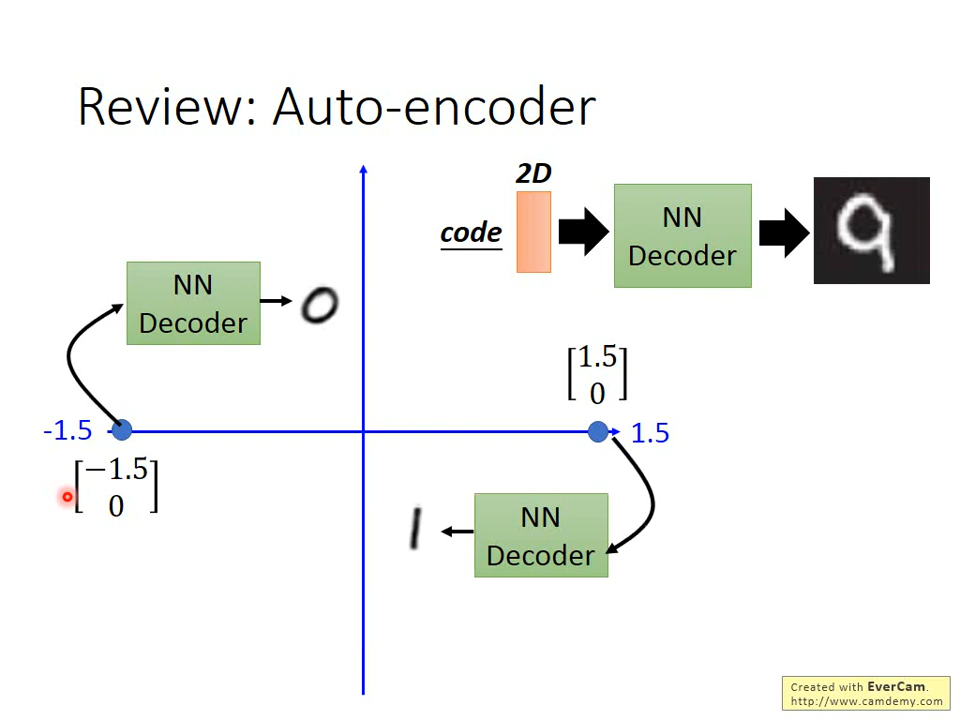 Review: Auto-encoder
2D
code
NN
Decoder
9
NN
Decoder
0
[1.5
0]
-1.5
1.5
[−1.5
0]
1
NN
Decoder
Created with EverCam.
http://www.camdemy.com